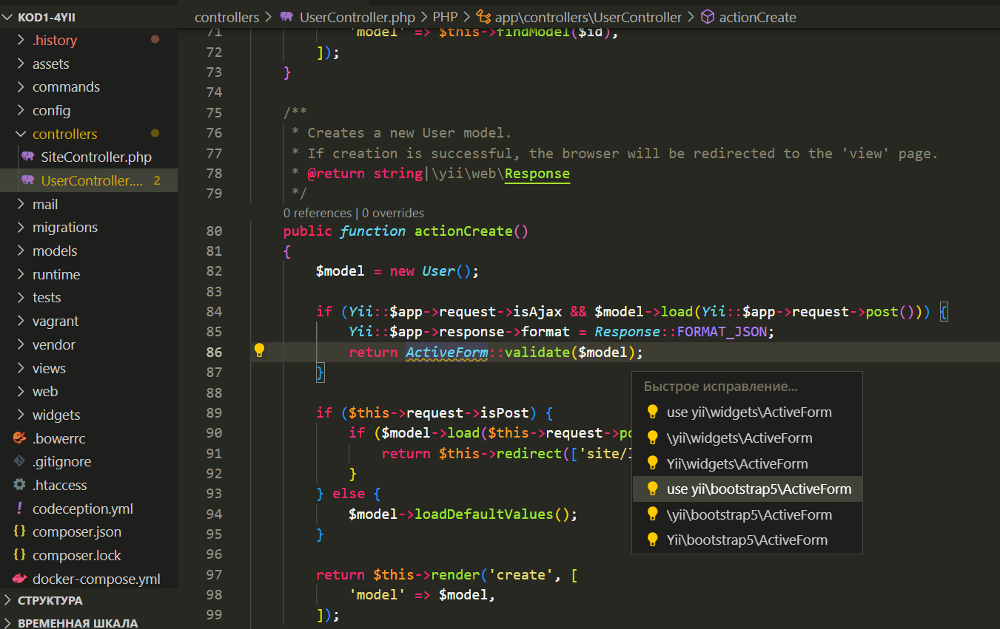 KOD1-4YII
.history
assets
commands
config
controllers
SiteController.php
UserController.... 2
mail
migrations
models
runtime
tests
vagrant
vendor
views
web
widgets
.bowerrc
.gitignore
.htaccess
codeception.yml
composer.json
composer.lock
docker-compose.yml
СТРУКТУРА
ВРЕМЕННАЯ ШКАЛА
controllers > UserController.php > PHP > app\controllers\UserController > actionCreate
71 'model' => $this->findModel($id),
72 ]);
73 }
74
75 /**
76 * Creates a new User model.
77 * If creation is successful, the browser will be redirected to the 'view' page.
78 * @return string|\yii\web\Response
79 */
0 references | 0 overrides
80 public function actionCreate()
81 {
82 $model = new User();
83
84 if (Yii::$app->request->isAjax && $model->load(Yii::$app->request->post())) {
85 Yii::$app->response->format = Response::FORMAT_JSON;
86 return ActiveForm::validate($model);
87 }
88
89 if ($this->request->isPost) {
90 if ($model->load($this->request->po
91 return $this->redirect(['site/l
92 }
93 } else {
94 $model->loadDefaultValues();
95 }
96
97 return $this->render('create', [
98 'model' => $model,
99 ]);
Быстрое исправление...
use yii\widgets\ActiveForm
\yii\widgets\ActiveForm
Yii\widgets\ActiveForm
use yii\bootstrap5\ActiveForm
\yii\bootstrap5\ActiveForm
Yii\bootstrap5\ActiveForm